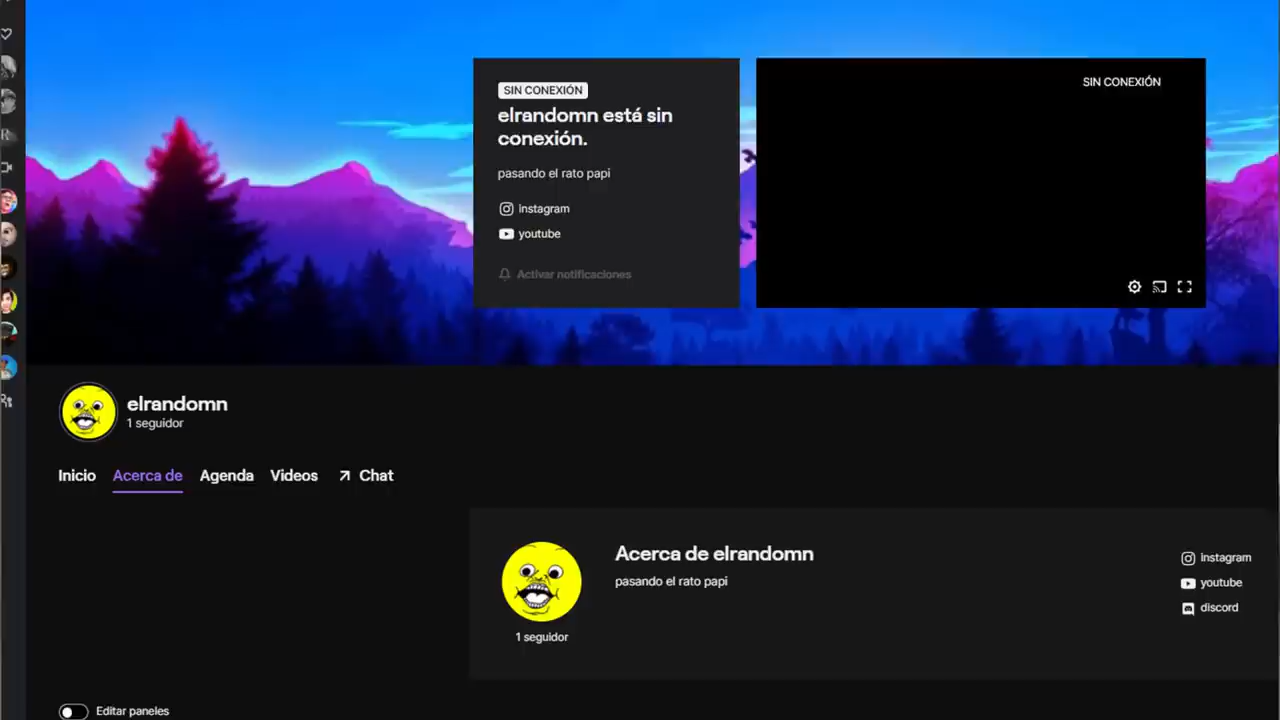 SIN CONEXIÓN
elrandomn está sin
conexión.
pasando el rato papi
instagram
youtube
Activar notificaciones
SIN CONEXIÓN
elrandomn
1 seguidor
Inicio
Acerca de
Agenda
Videos
Chat
Acerca de elrandomn
pasando el rato papi
1 seguidor
instagram
youtube
discord
Editar paneles